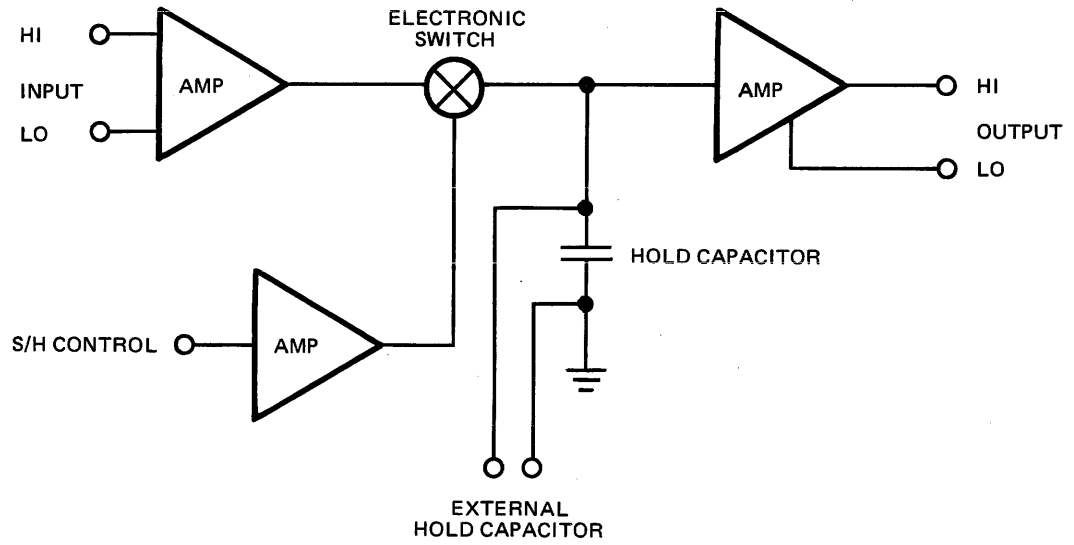 ELECTRONIC
SWITCH
HI
INPUT
LO
AMP
AMP
HI
OUTPUT
LO
HOLD CAPACITOR
S/H CONTROL
AMP
EXTERNAL
HOLD CAPACITOR